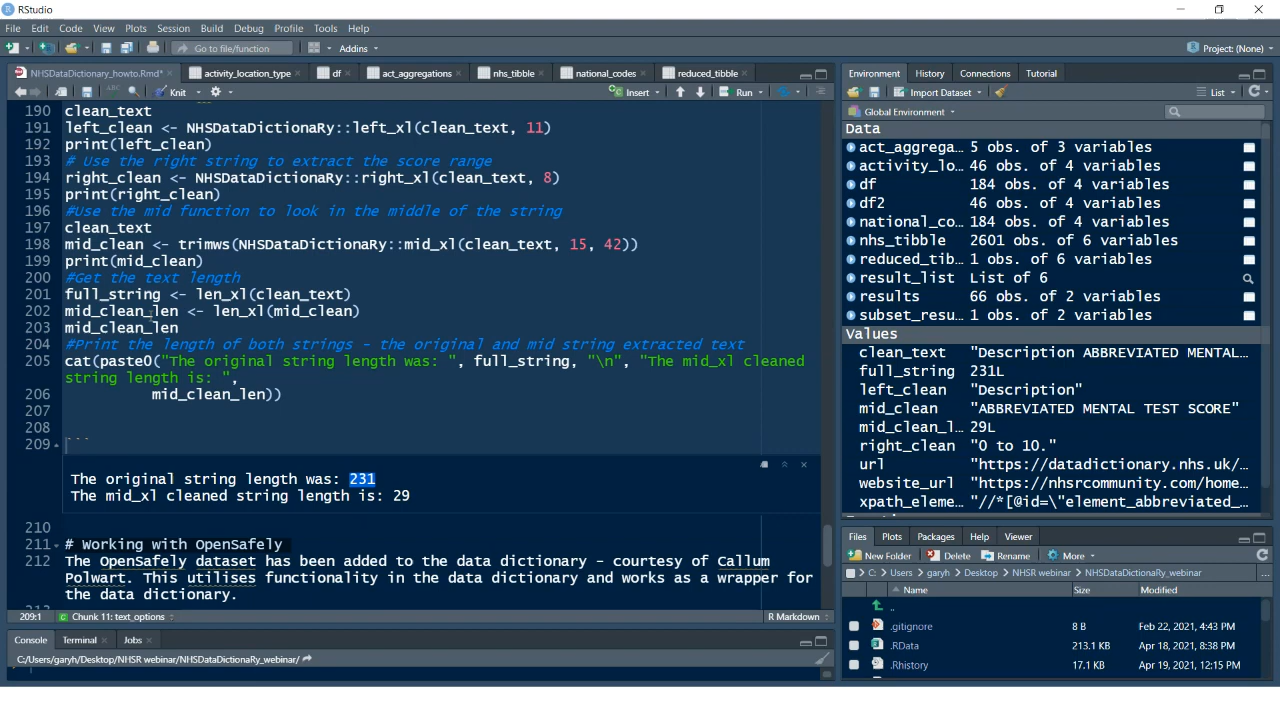 RStudio
File Edit Code View Plots Session Build Debug Profile Tools Help
Go to file/function Addins Project: (None)
NHSDataDictionary_howto.Rmd* activity_location_type df act_aggregations nhs_tibble national_codes reduced_tibble
Knit Insert Run
190 clean_text
191 left_clean <- NHSDataDictionaRy::left_xl(clean_text, 11)
192 print(left_clean)
193 # Use the right string to extract the score range
194 right_clean <- NHSDataDictionaRy::right_xl(clean_text, 8)
195 print(right_clean)
196 #Use the mid function to look in the middle of the string
197 clean_text
198 mid_clean <- trimws(NHSDataDictionaRy::mid_xl(clean_text, 15, 42))
199 print(mid_clean)
200 #Get the text length
201 full_string <- len_xl(clean_text)
202 mid_clean_len <- len_xl(mid_clean)
203 mid_clean_len
204 #Print the length of both strings - the original and mid string extracted text
205 cat(paste0("The original string length was: ", full_string, "\n", "The mid_xl cleaned
string length is: ",
206 mid_clean_len))
207
208
209 ```
The original string length was: 231
The mid_xl cleaned string length is: 29
210
211 # Working with OpenSafely
212 The OpenSafely dataset has been added to the data dictionary - courtesy of Callum
Polwart. This utilises functionality in the data dictionary and works as a wrapper for
the data dictionary.
209:1 Chunk 11: text_options R Markdown
Console Terminal Jobs
C:/Users/garyh/Desktop/NHSR webinar/NHSDataDictionaRy_webinar/
Environment History Connections Tutorial
Import Dataset List
Global Environment
Data
act_aggrega... 5 obs. of 3 variables
activity_lo... 46 obs. of 4 variables
df 184 obs. of 4 variables
df2 46 obs. of 4 variables
national_co... 184 obs. of 4 variables
nhs_tibble 2601 obs. of 6 variables
reduced_tib... 1 obs. of 6 variables
result_list List of 6
results 66 obs. of 2 variables
subset_resu... 1 obs. of 2 variables
Values
clean_text "Description ABBREVIATED MENTAL...
full_string 231L
left_clean "Description"
mid_clean "ABBREVIATED MENTAL TEST SCORE"
mid_clean_l... 29L
right_clean "0 to 10."
url "https://datadictionary.nhs.uk/...
website_url "https://nhsrcommunity.com/home...
xpath_eleme... "//*[@id=\"element_abbreviated_...
Files Plots Packages Help Viewer
New Folder Delete Rename More
C: Users garyh Desktop NHSR webinar NHSDataDictionaRy_webinar ...
Name Size Modified
..
.gitignore 8 B Feb 22, 2021, 4:43 PM
.RData 213.1 KB Apr 18, 2021, 8:38 PM
.Rhistory 17.1 KB Apr 19, 2021, 12:15 PM